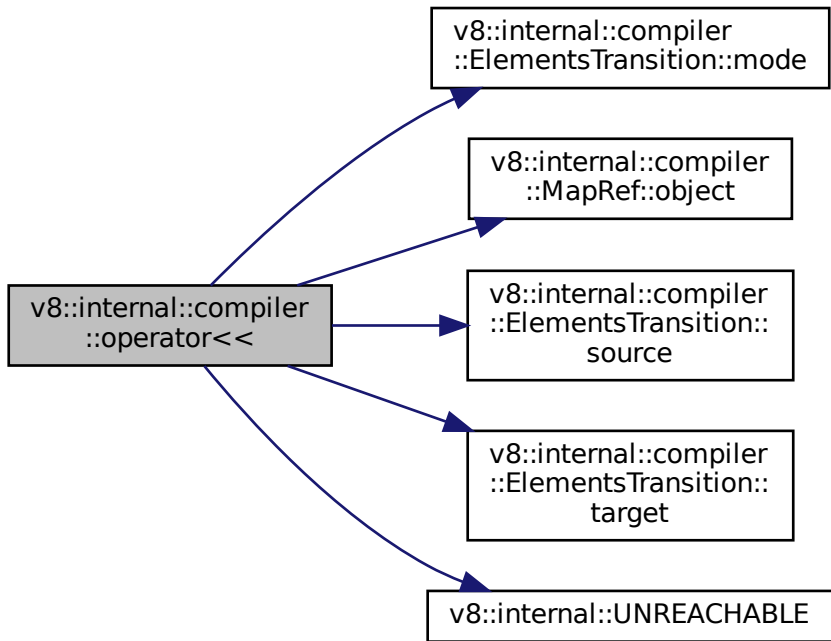 v8::internal::compiler
::ElementsTransition::mode
v8::internal::compiler
::MapRef::object
v8::internal::compiler
::operator<<
v8::internal::compiler
::ElementsTransition::
source
v8::internal::compiler
::ElementsTransition::
target
v8::internal::UNREACHABLE